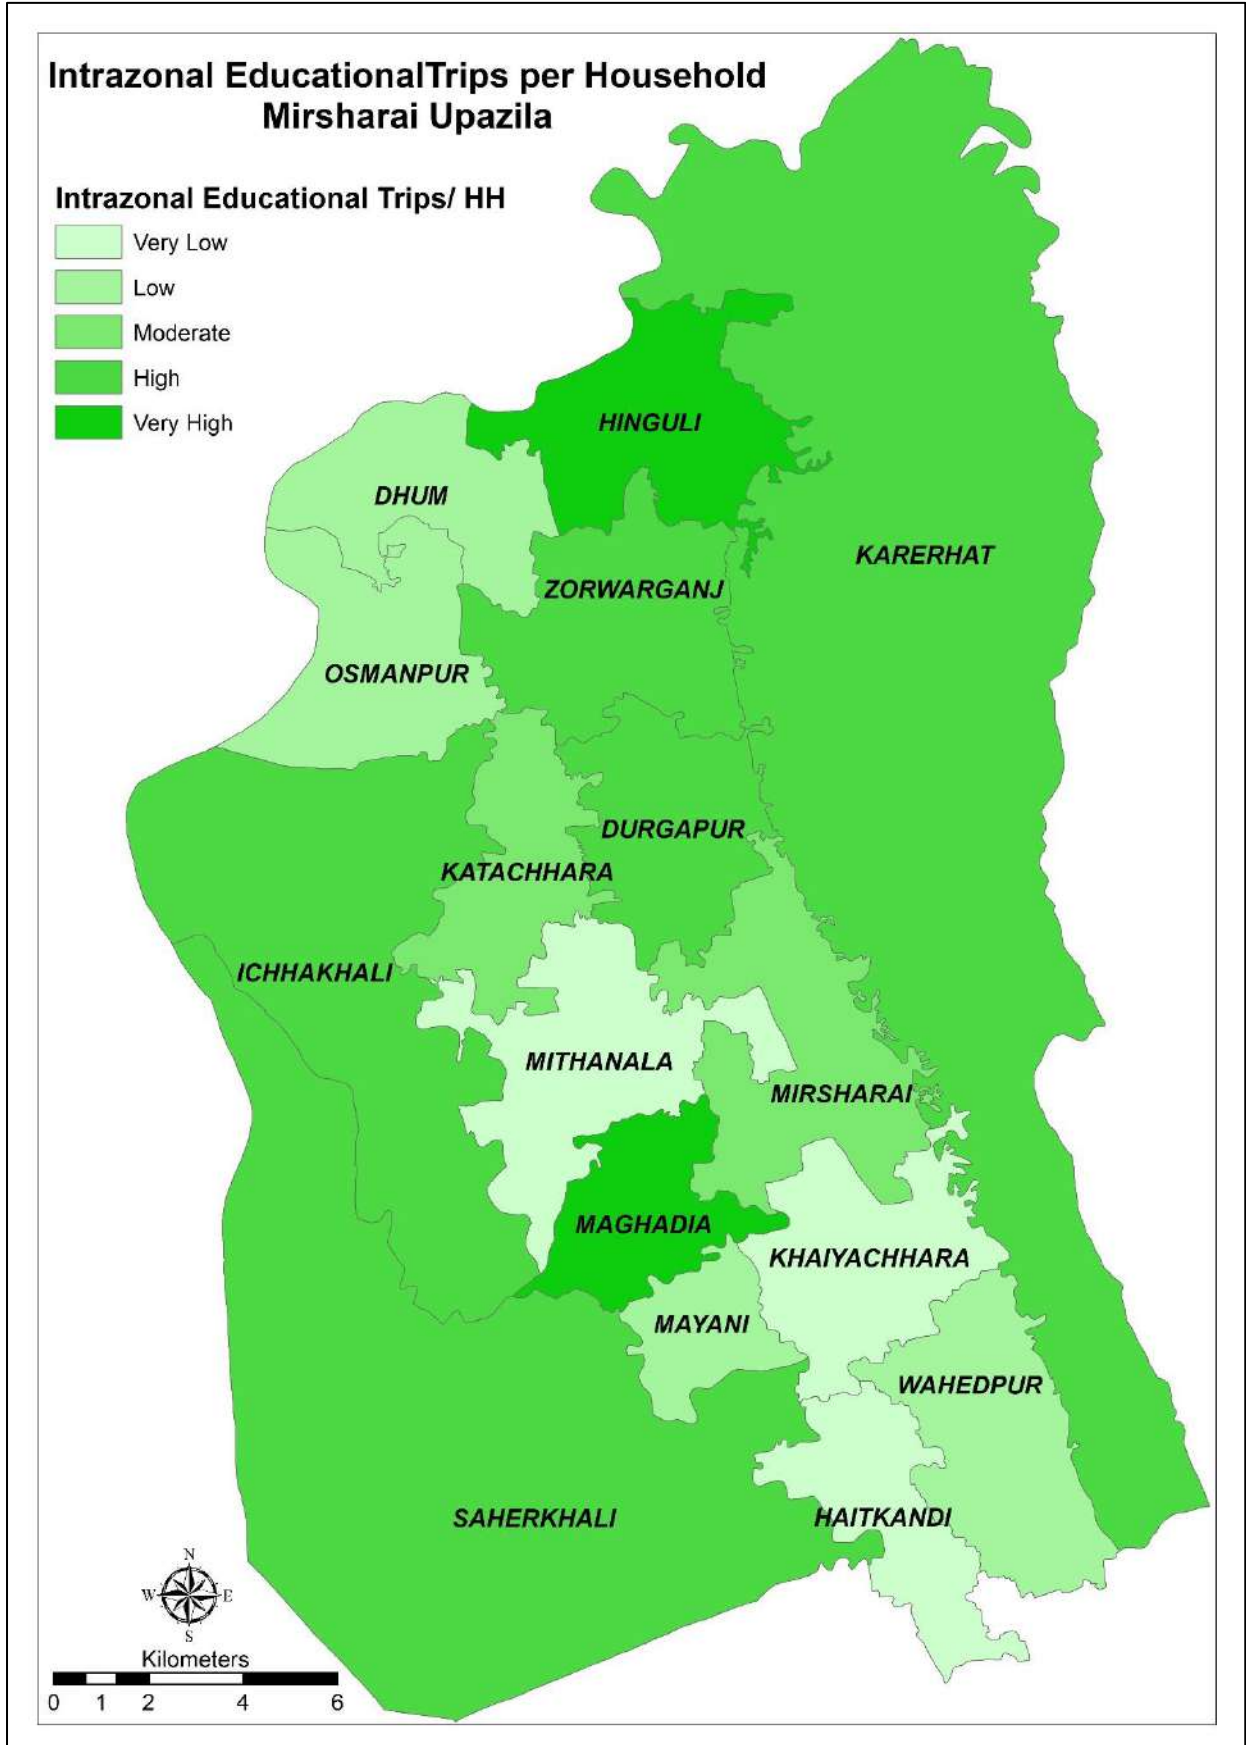 Intrazonal EducationalTrips per Household
Mirsharai Upazila
Intrazonal Educational Trips/ HH
Very Low
Low
Moderate
High
Very High
HINGULI
DHUM
KARERHAT
ZORWARGANJ
OSMANPUR
DURGAPUR
KATACHHARA
ICHHAKHALI
MITHANALA
MIRSHARAI
MAGHADIA
KHAIYACHHARA
MAYANI
WAHEDPUR
SAHERKHALI
HAITKANDI
N
W E
S
Kilometers
0 1 2 4 6